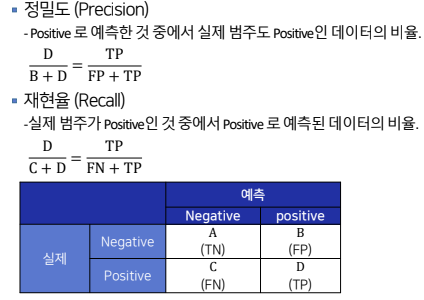 ▪ 정밀도 (Precision)
- Positive 로 예측한 것 중에서 실제 범주도 Positive인 데이터의 비율.
D / B + D = TP / FP + TP
▪ 재현율 (Recall)
-실제 범주가 Positive인 것 중에서 Positive 로 예측된 데이터의 비율.
D / C + D = TP / FN + TP
예측
Negative positive
실제
Negative A (TN) B (FP)
Positive C (FN) D (TP)